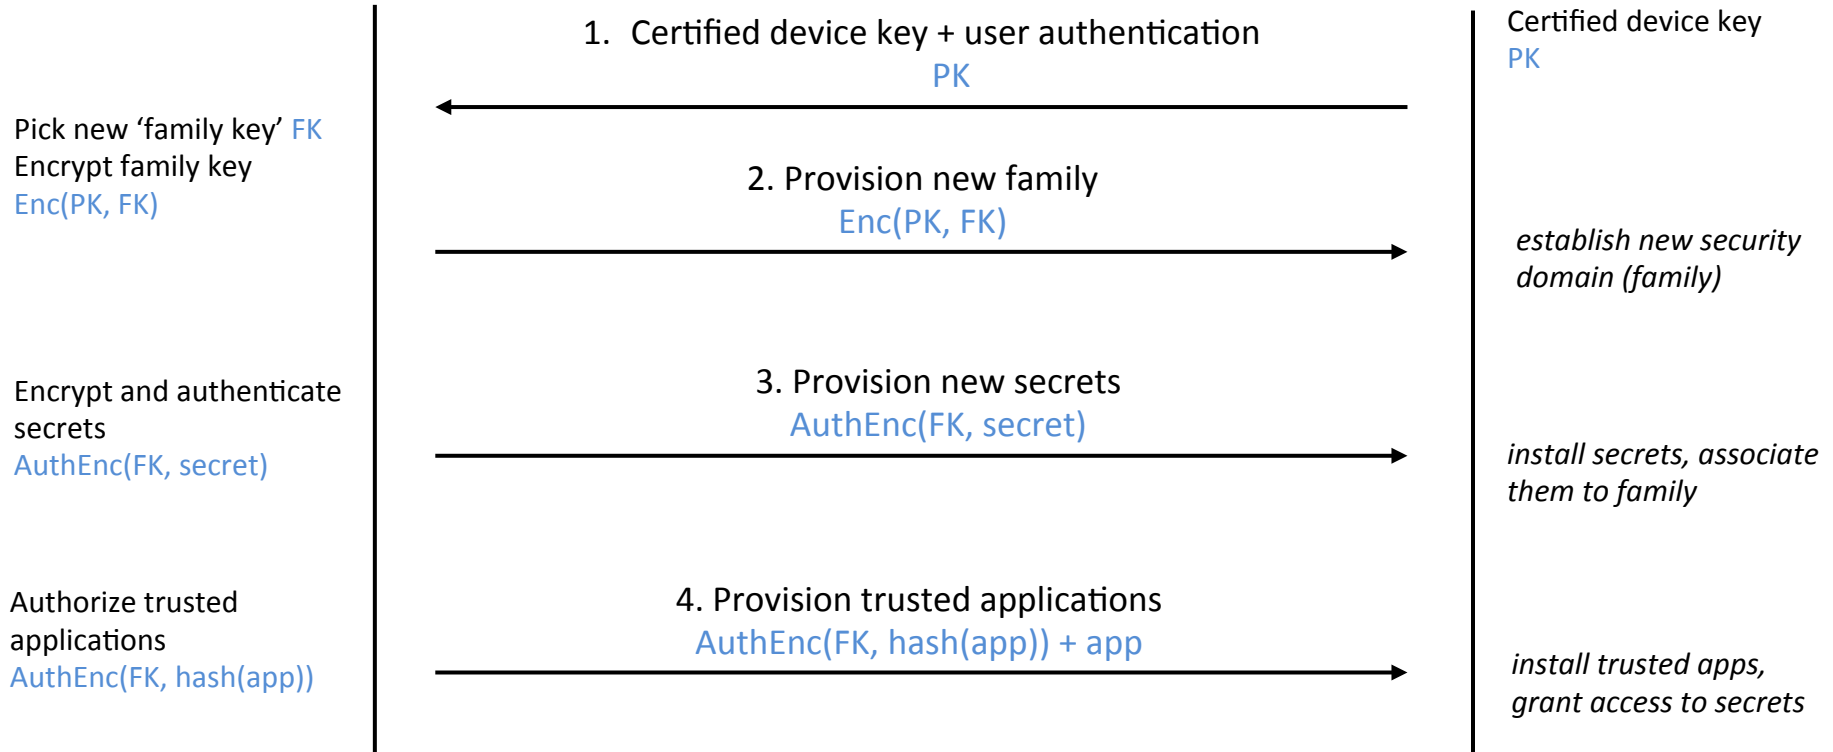 1. Certified device key + user authentication
PK
Certified device key
PK
Pick new ‘family key’ FK
Encrypt family key
Enc(PK, FK)
2. Provision new family
Enc(PK, FK)
establish new security
domain (family)
Encrypt and authenticate
secrets
AuthEnc(FK, secret)
3. Provision new secrets
AuthEnc(FK, secret)
install secrets, associate
them to family
Authorize trusted
applications
AuthEnc(FK, hash(app))
4. Provision trusted applications
AuthEnc(FK, hash(app)) + app
install trusted apps,
grant access to secrets